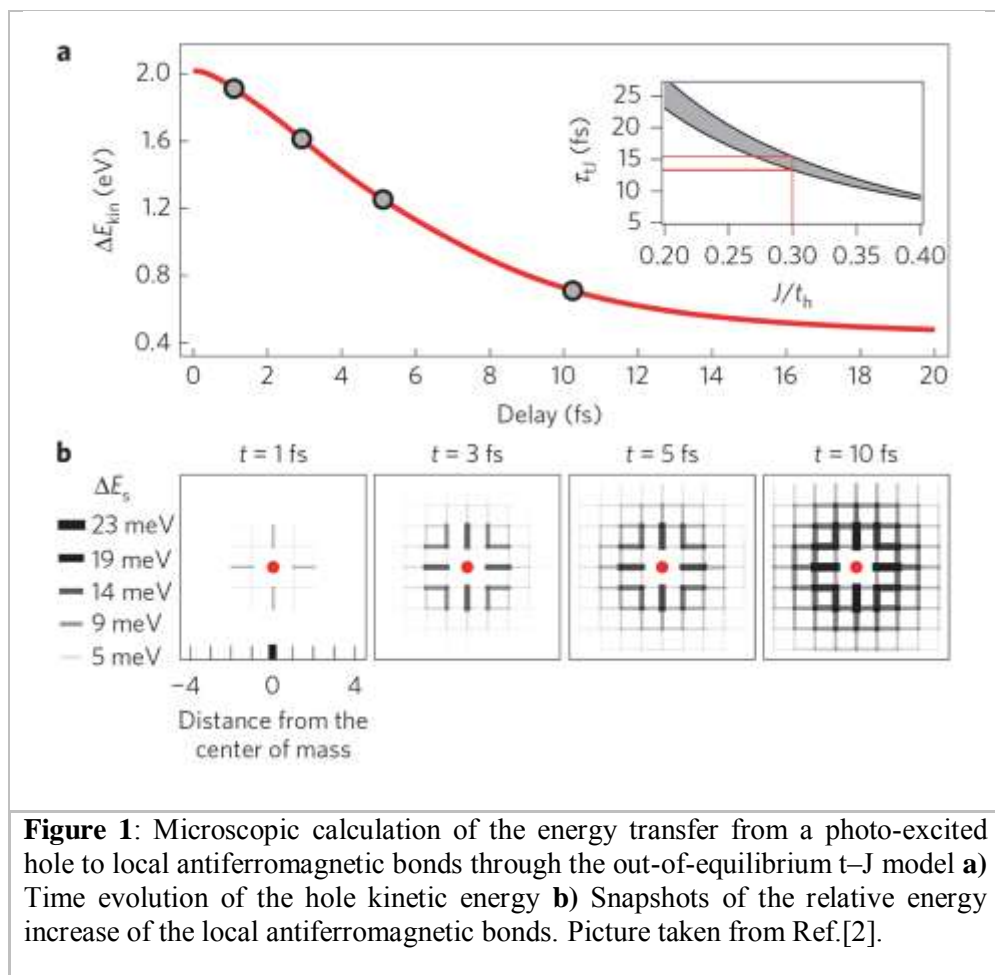 a
2.0
1.6
1.2
0.8
0.4
ΔE_kin (eV)
0 2 4 6 8 10 12 14 16 18 20
Delay (fs)
25
20
15
10
5
τ_tJ (fs)
0.20 0.25 0.30 0.35 0.40
J/t_h
b
t = 1 fs t = 3 fs t = 5 fs t = 10 fs
ΔE_s
23 meV
19 meV
14 meV
9 meV
5 meV
−4 0 4
Distance from the
center of mass
Figure 1: Microscopic calculation of the energy transfer from a photo-excited
hole to local antiferromagnetic bonds through the out-of-equilibrium t–J model a)
Time evolution of the hole kinetic energy b) Snapshots of the relative energy
increase of the local antiferromagnetic bonds. Picture taken from Ref.[2].